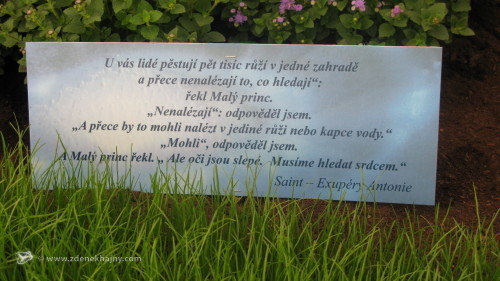 U vás lidé pěstují pět tisíc růží v jedné zahradě
a přece nenalézají to, co hledají“:
řekl Malý princ.
„Nenalézají“: odpověděl jsem.
„A přece by to mohli nalézt v jediné růži nebo kapce vody.“
„Mohli“, odpověděl jsem.
A Malý princ řekl. „ Ale oči jsou slepé. Musíme hledat srdcem.“
Saint – Exupéry Antonie
© www.zdenekhajny.com